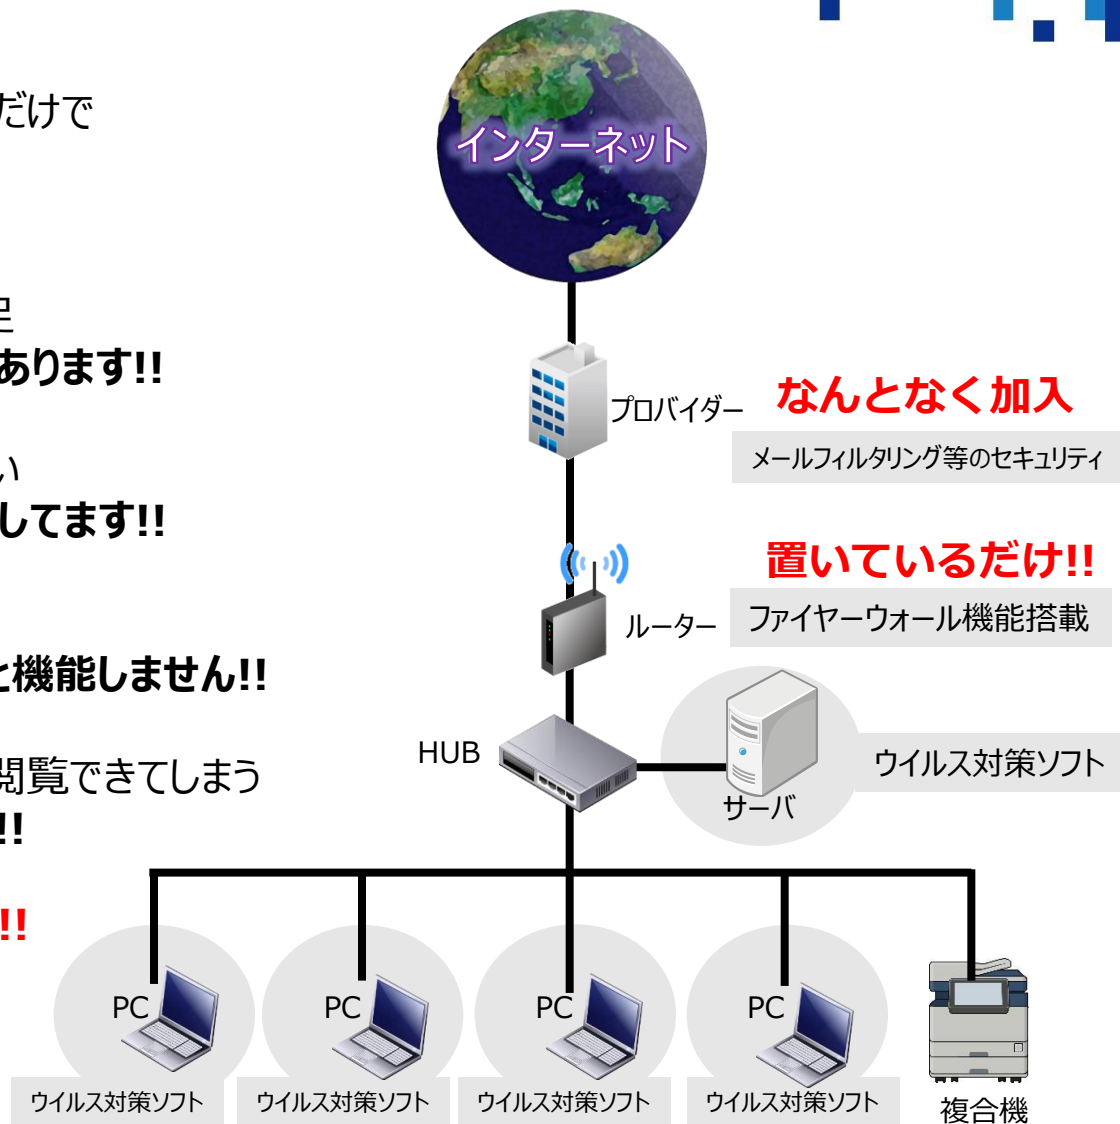 だけで
あります!!
い
してます!!
と機能しません!!
閲覧できてしまう
!!
!!
インターネット
プロバイダー
なんとなく加入
メールフィルタリング等のセキュリティ
置いているだけ!!
ルーター
ファイヤーウォール機能搭載
HUB
サーバ
ウイルス対策ソフト
PC
PC
PC
PC
ウイルス対策ソフト
ウイルス対策ソフト
ウイルス対策ソフト
ウイルス対策ソフト
複合機